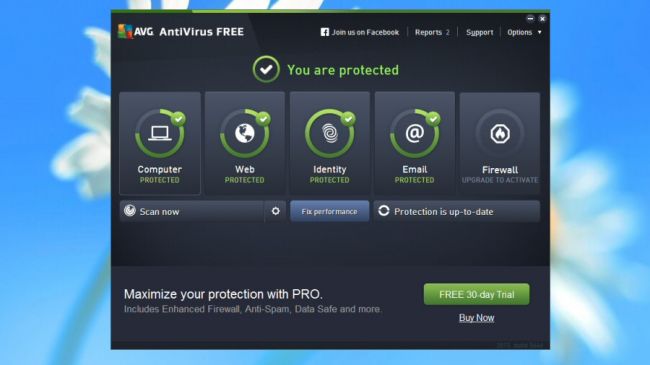 AVG. AntiVirus FREE
Join us on Facebook
Reports 2
Support
Options
You are protected
Computer
PROTECTED
Web
PROTECTED
Identity
PROTECTED
Email
PROTECTED
Firewall
UPGRADE TO ACTIVATE
Scan now
Fix performance
Protection is up-to-date
Maximize your protection with PRO.
Includes Enhanced Firewall, Anti-Spam, Data Safe and more.
FREE 30-day Trial
Buy Now